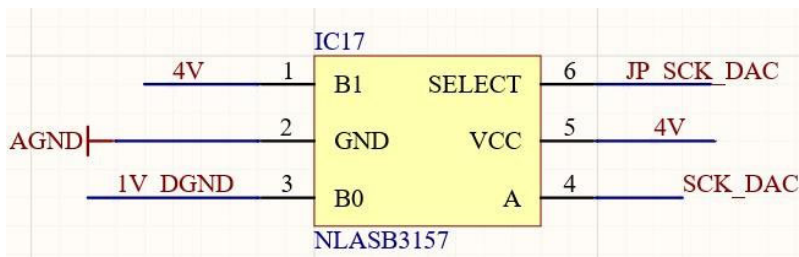 IC17
4V 1 B1 SELECT 6 JP_SCK_DAC
AGND 2 GND VCC 5 4V
1V_DGND 3 B0 A 4 SCK_DAC
NLASB3157